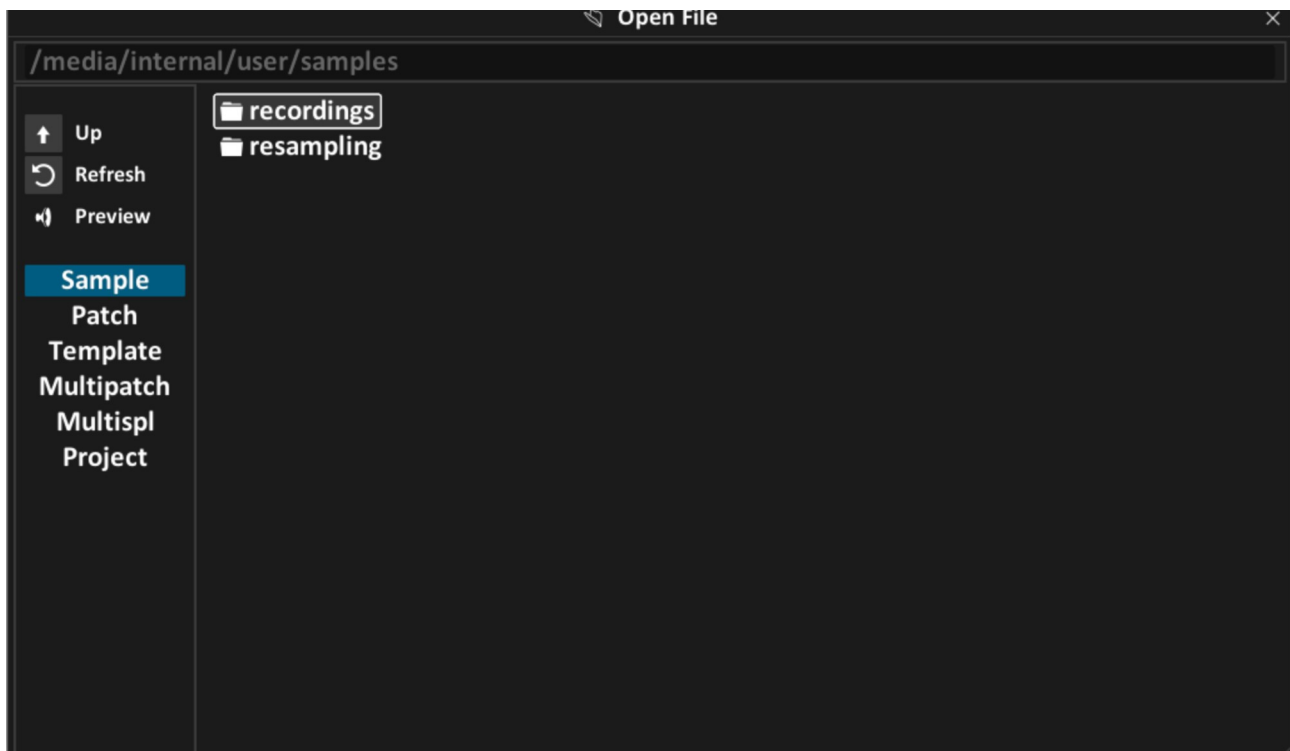 Open File
/media/internal/user/samples
Up
Refresh
Preview
Sample
Patch
Template
Multipatch
Multispl
Project
recordings
resampling